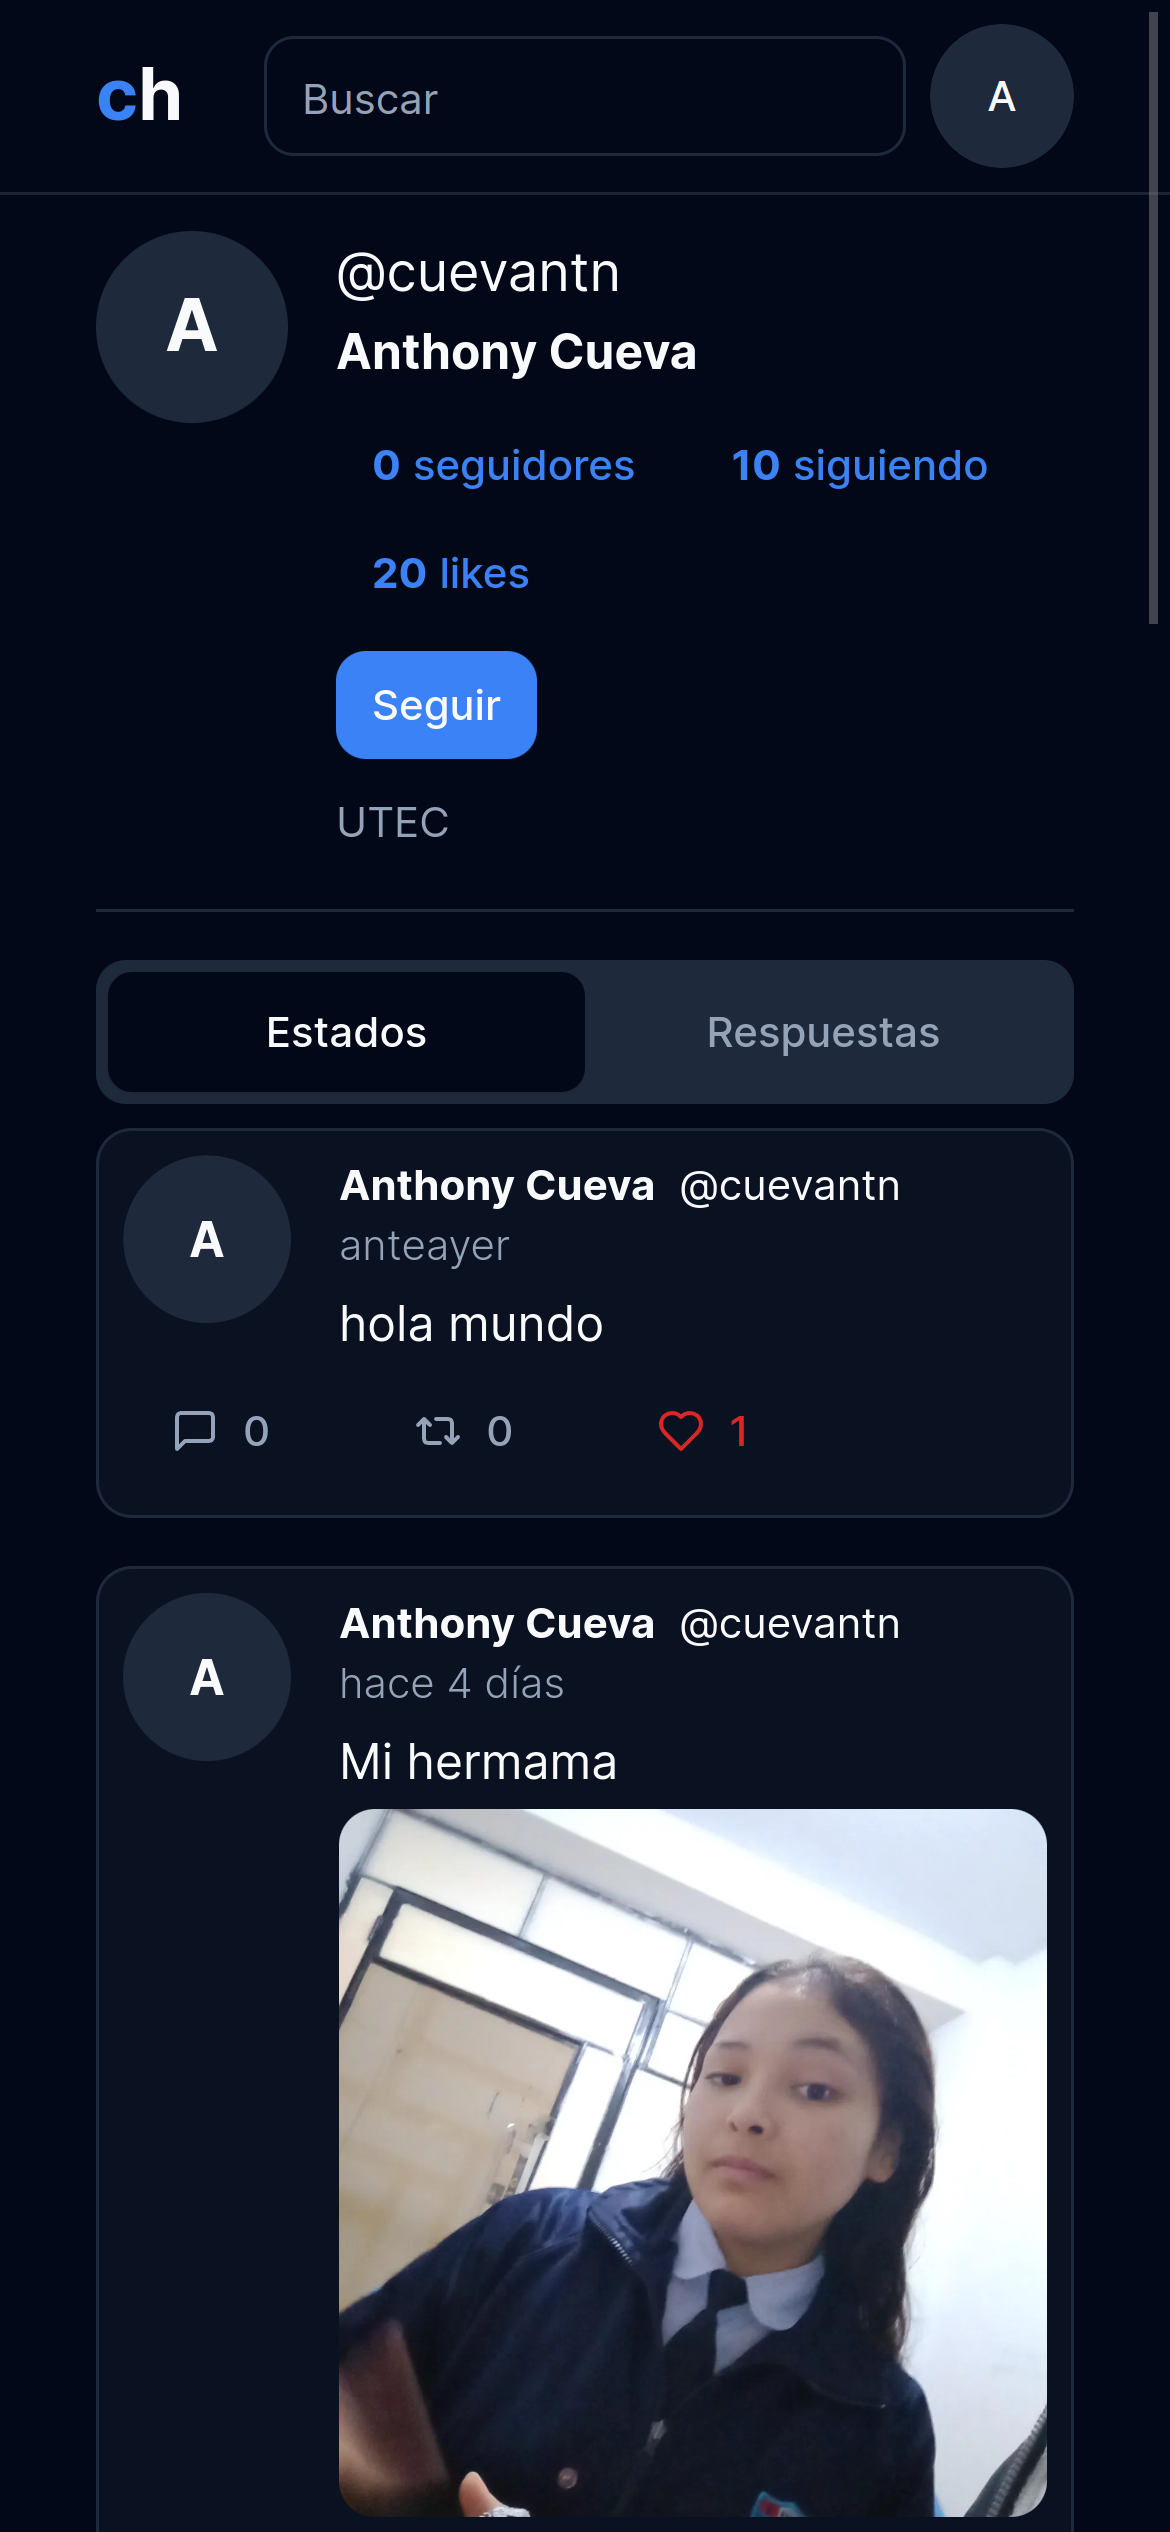 ch
Buscar
A
A
@cuevantn
Anthony Cueva
0 seguidores 10 siguiendo
20 likes
Seguir
UTEC
Estados Respuestas
A
Anthony Cueva @cuevantn
anteayer
hola mundo
0 0 1
A
Anthony Cueva @cuevantn
hace 4 días
Mi hermama